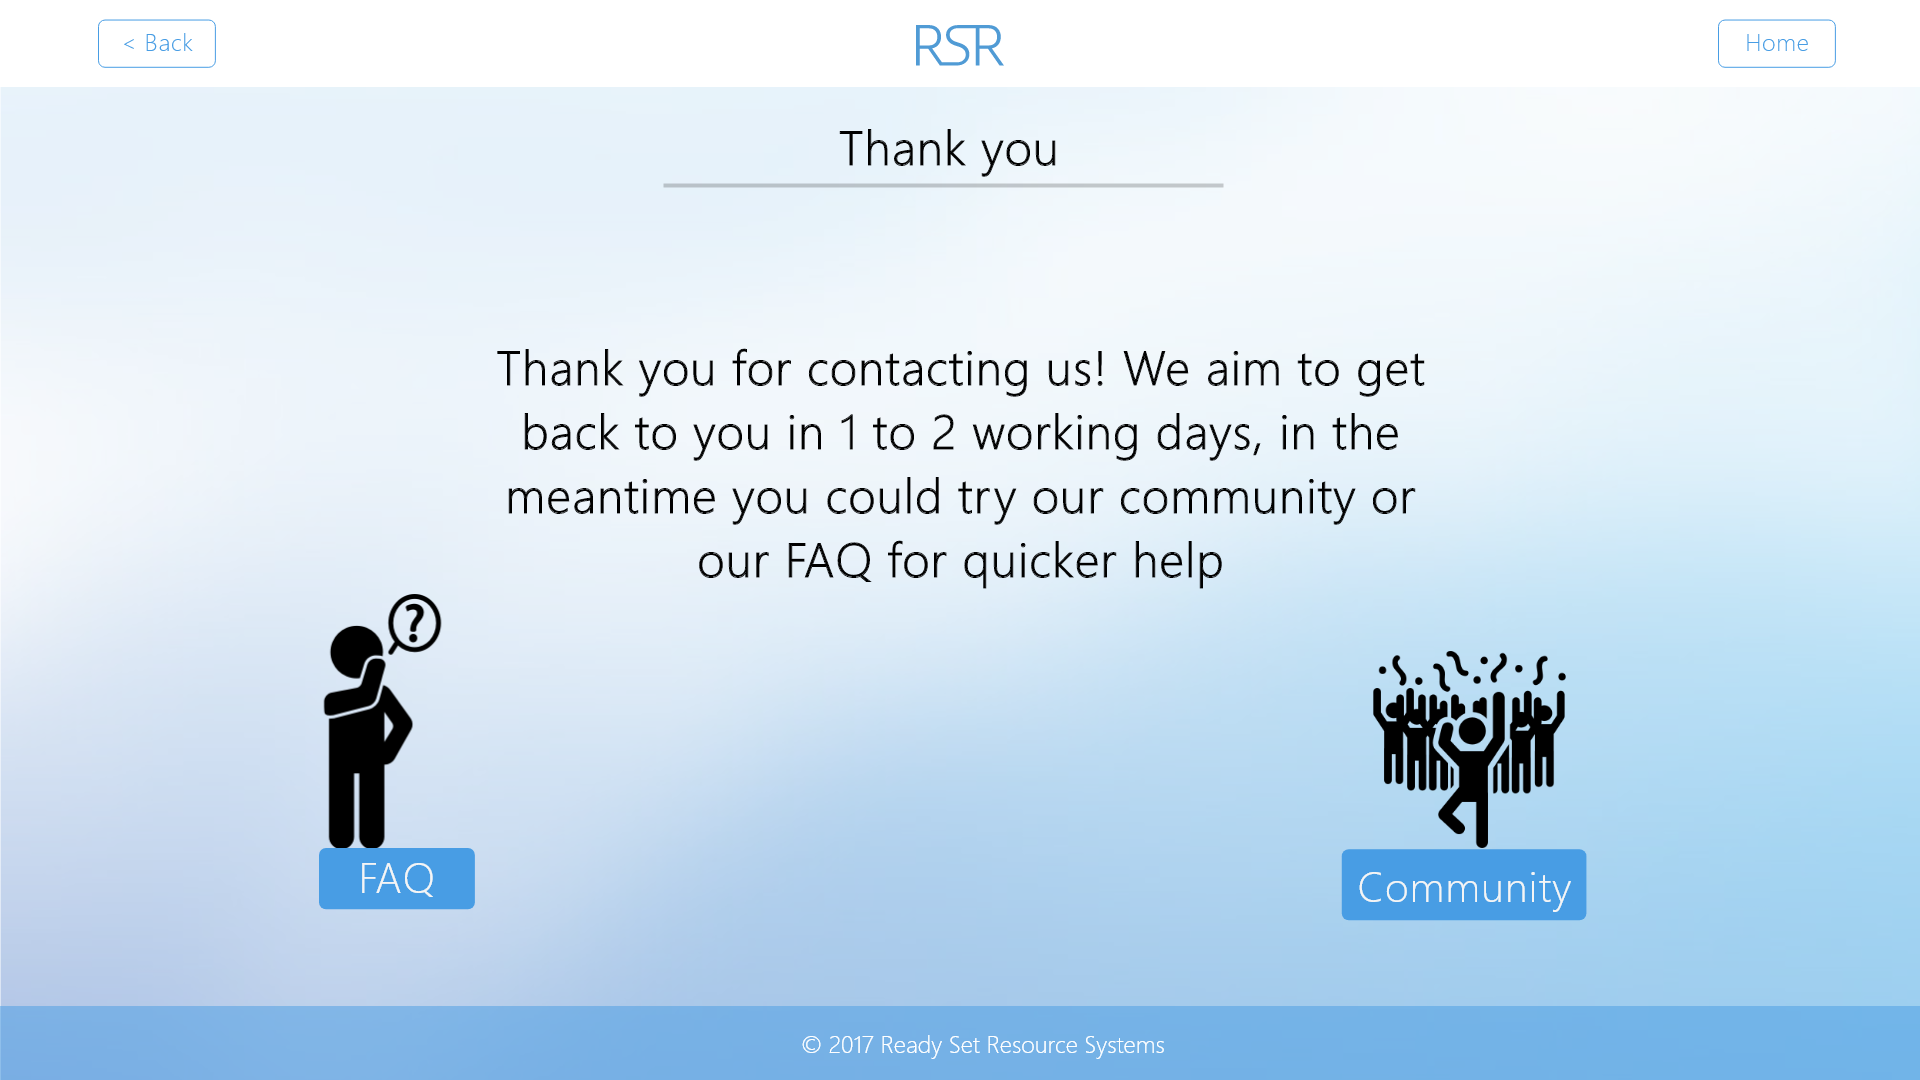 < Back
RSR
Home
Thank you
Thank you for contacting us! We aim to get
back to you in 1 to 2 working days, in the
meantime you could try our community or
our FAQ for quicker help
?
FAQ
Community
© 2017 Ready Set Resource Systems